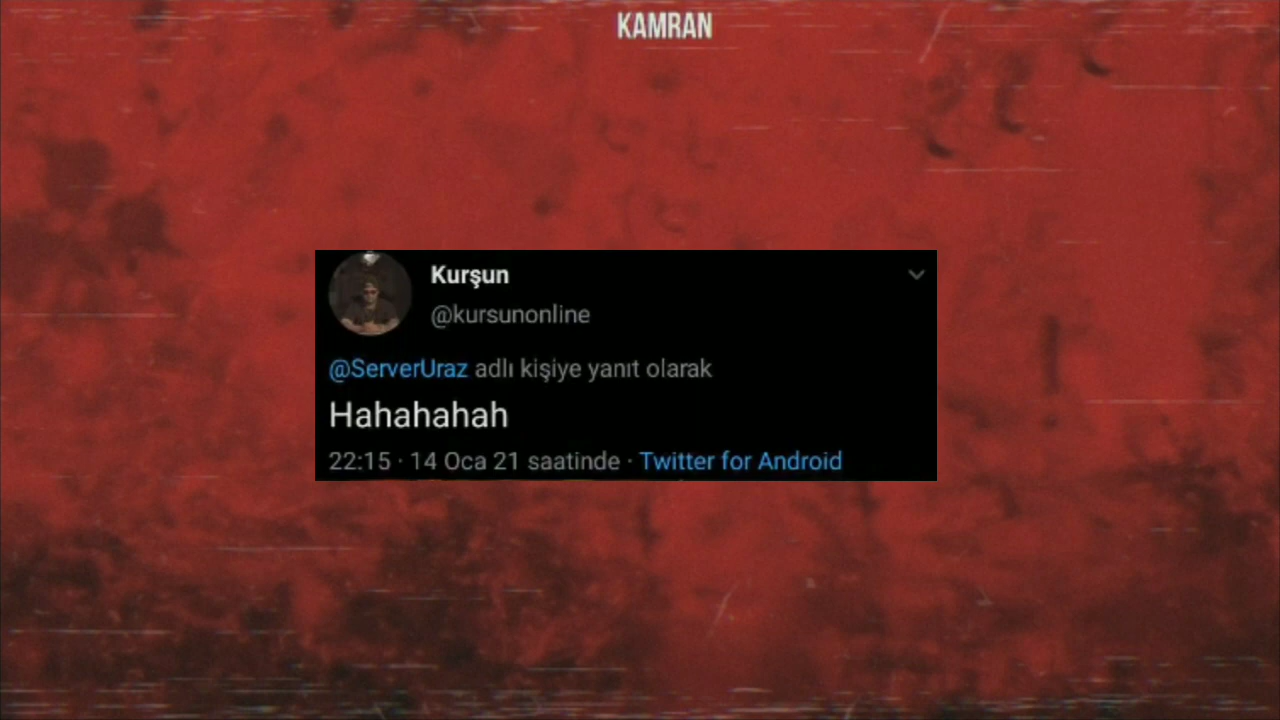 KAMRAN
Kurşun
@kursunonline
@ServerUraz adlı kişiye yanıt olarak
Hahahahah
22:15 · 14 Oca 21 saatinde · Twitter for Android